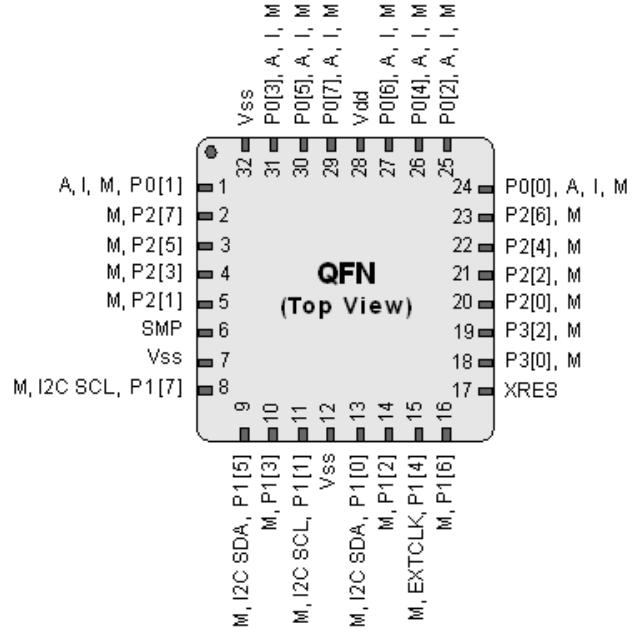 P0[3], A, I, M
P0[5], A, I, M
P0[7], A, I, M
P0[6], A, I, M
P0[4], A, I, M
P0[2], A, I, M
Vss
Vdd
32
31
30
29
28
27
26
25
A, I, M, P0[1]
1
M, P2[7]
2
M, P2[5]
3
M, P2[3]
4
M, P2[1]
5
SMP
6
Vss
7
M, I2C SCL, P1[7]
8
QFN
(Top View)
24
P0[0], A, I, M
23
P2[6], M
22
P2[4], M
21
P2[2], M
20
P2[0], M
19
P3[2], M
18
P3[0], M
17
XRES
9
10
11
12
13
14
15
16
M, I2C SDA, P1[5]
M, P1[3]
M, I2C SCL, P1[1]
Vss
M, I2C SDA, P1[0]
M, P1[2]
M, EXTCLK, P1[4]
M, P1[6]